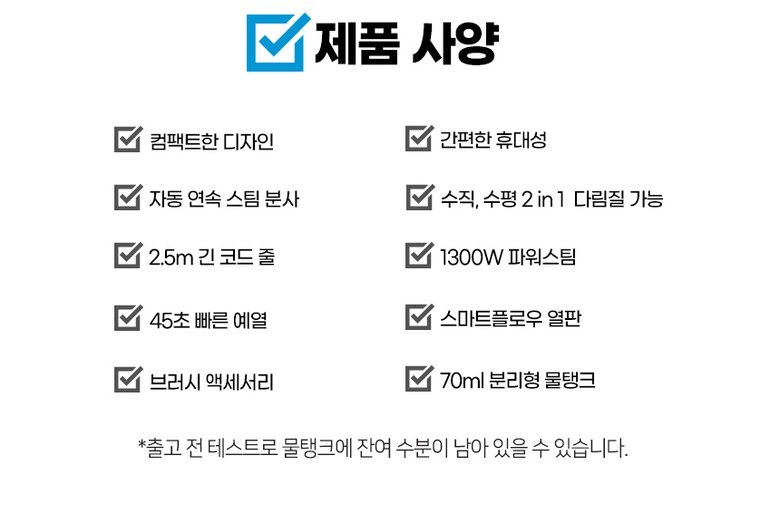 제품 사양
컴팩트한 디자인
간편한 휴대성
자동 연속 스팀 분사
수직, 수평 2 in 1 다림질 가능
2.5m 긴 코드 줄
1300W 파워스팀
45초 빠른 예열
스마트플로우 열판
브러시 액세서리
70ml 분리형 물탱크
*출고 전 테스트로 물탱크에 잔여 수분이 남아 있을 수 있습니다.